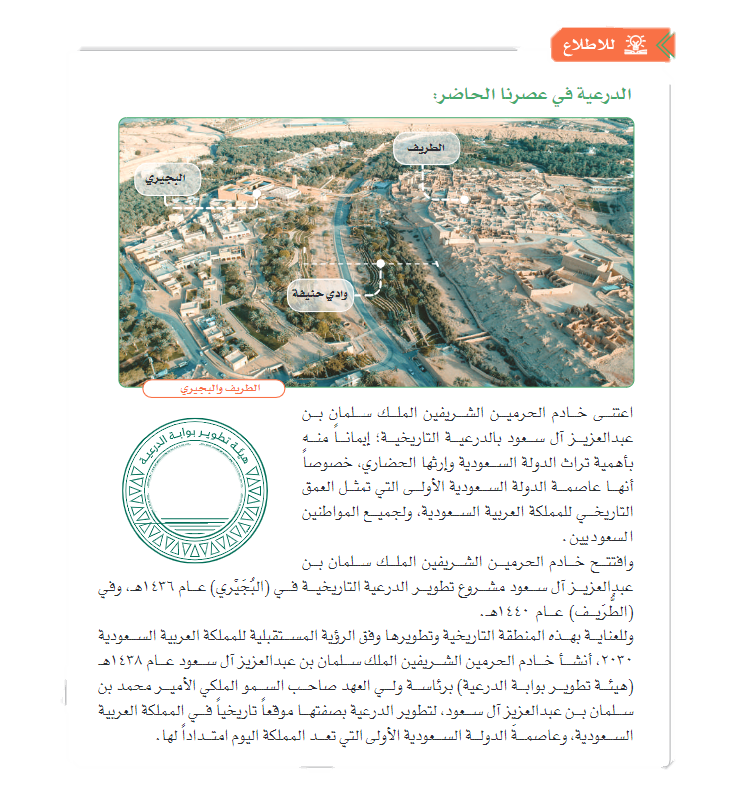 للاطلاع
الدرعية في عصرنا الحاضر:
الطريف
البجيري
وادي حنيفة
الطريف والبجيري
اعتنى خادم الحرمين الشريفين الملك سلمان بن
عبدالعزيز آل سعود بالدرعية التاريخية؛ إيماناً منه
بأهمية تراث الدولة السعودية وإرثها الحضاري، خصوصاً
أنها عاصمة الدولة السعودية الأولى التي تمثل العمق
التاريخي للمملكة العربية السعودية، ولجميع المواطنين
السعوديين.
هيئة تطوير بوابة الدرعية
وافتتح خادم الحرمين الشريفين الملك سلمان بن
عبدالعزيز آل سعود مشروع تطوير الدرعية التاريخية في (البُجَيْري) عام ١٤٣٦هـ، وفي
(الطُّرَيف) عام ١٤٤٠هـ.
وللعناية بهذه المنطقة التاريخية وتطويرها وفق الرؤية المستقبلية للمملكة العربية السعودية
٢٠٣٠، أنشأ خادم الحرمين الشريفين الملك سلمان بن عبدالعزيز آل سعود عام ١٤٣٨هـ
(هيئة تطوير بوابة الدرعية) برئاسة ولي العهد صاحب السمو الملكي الأمير محمد بن
سلمان بن عبدالعزيز آل سعود، لتطوير الدرعية بصفتها موقعاً تاريخياً في المملكة العربية
السعودية، وعاصمةَ الدولة السعودية الأولى التي تعد المملكة اليوم امتداداً لها.